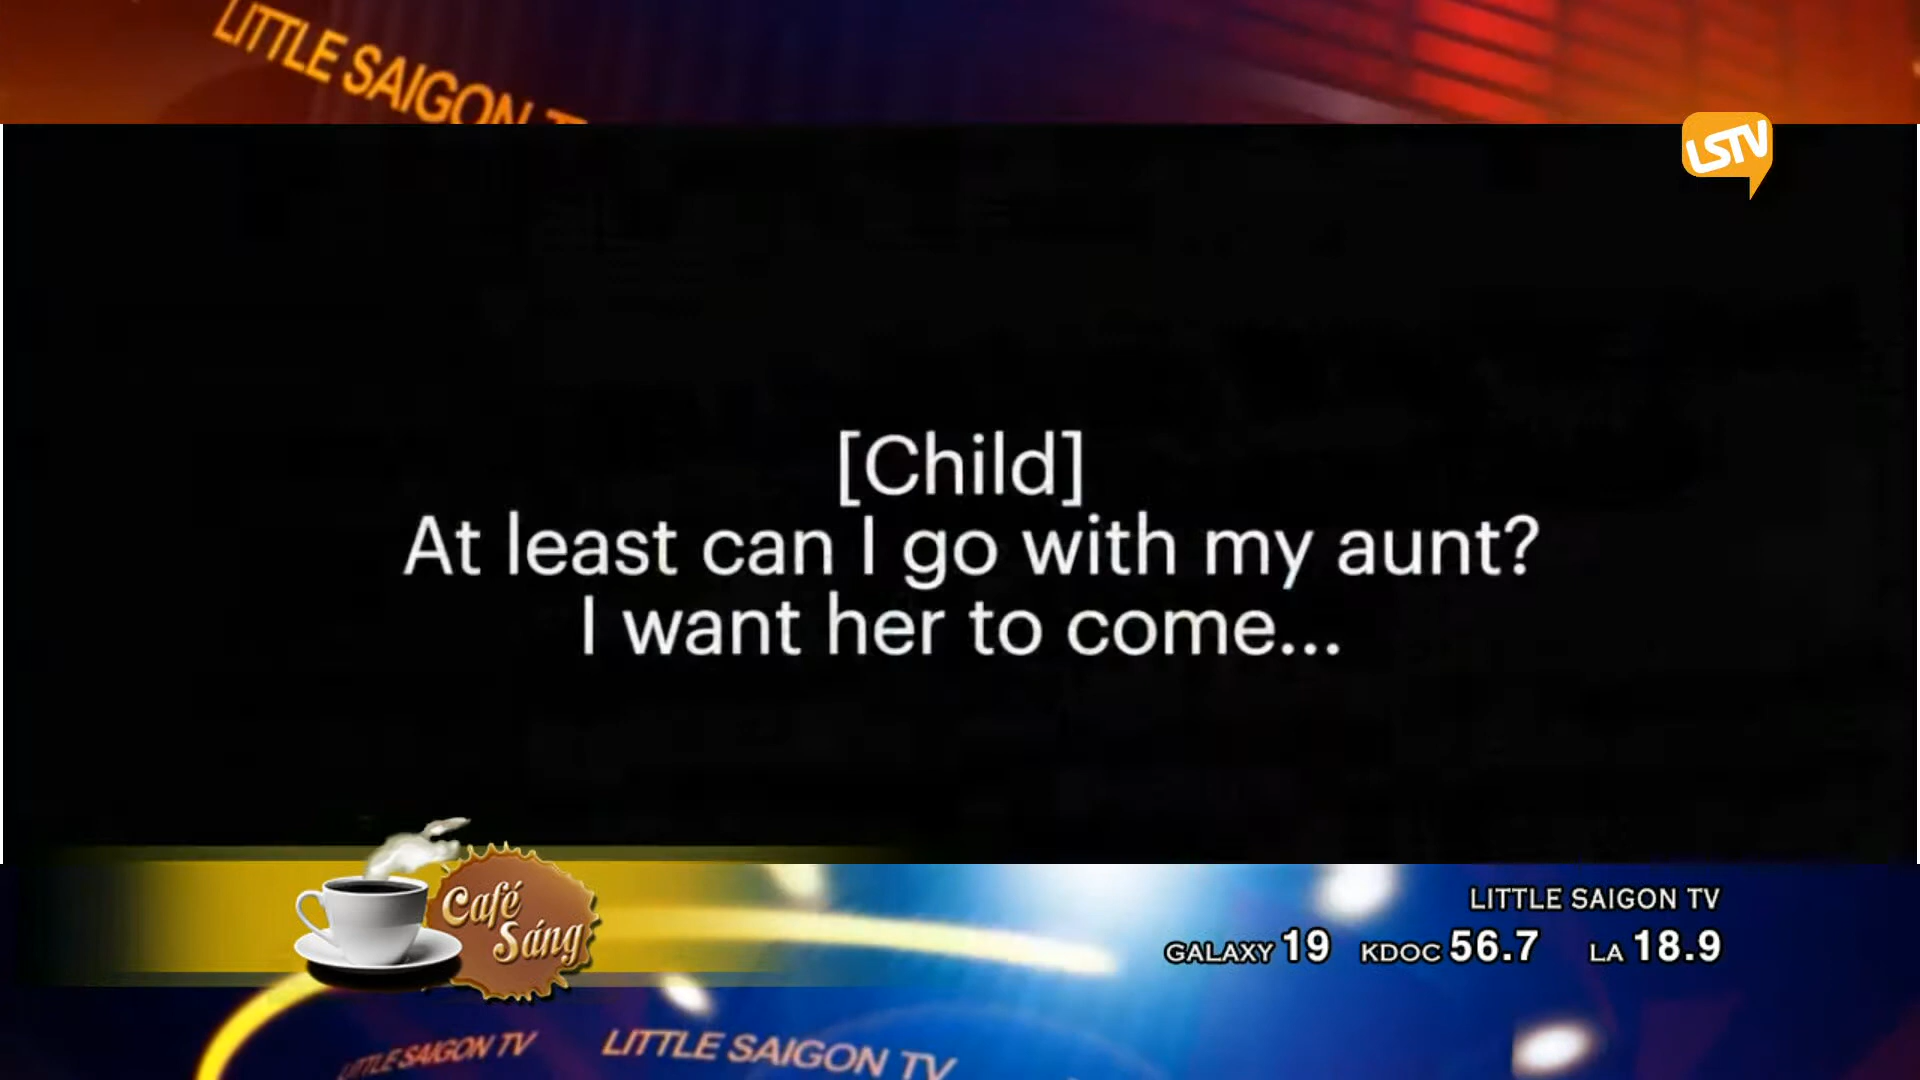 LITTLE SAIGON T
LSTV
[Child]
At least can I go with my aunt?
I want her to come...
Café
Sáng
LITTLE SAIGON TV
GALAXY 19 KDOC 56.7 LA 18.9
LITTLE SAIGON TV
LITTLE SAIGON TV